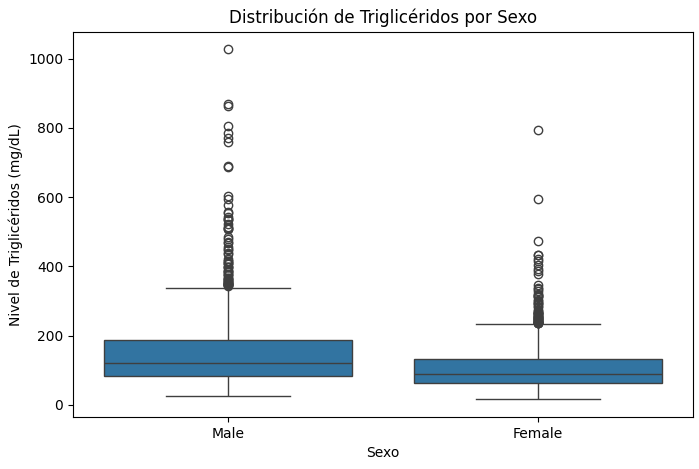 Distribución de Triglicéridos por Sexo
Nivel de Triglicéridos (mg/dL)
1000
800
600
400
200
0
Male Female
Sexo